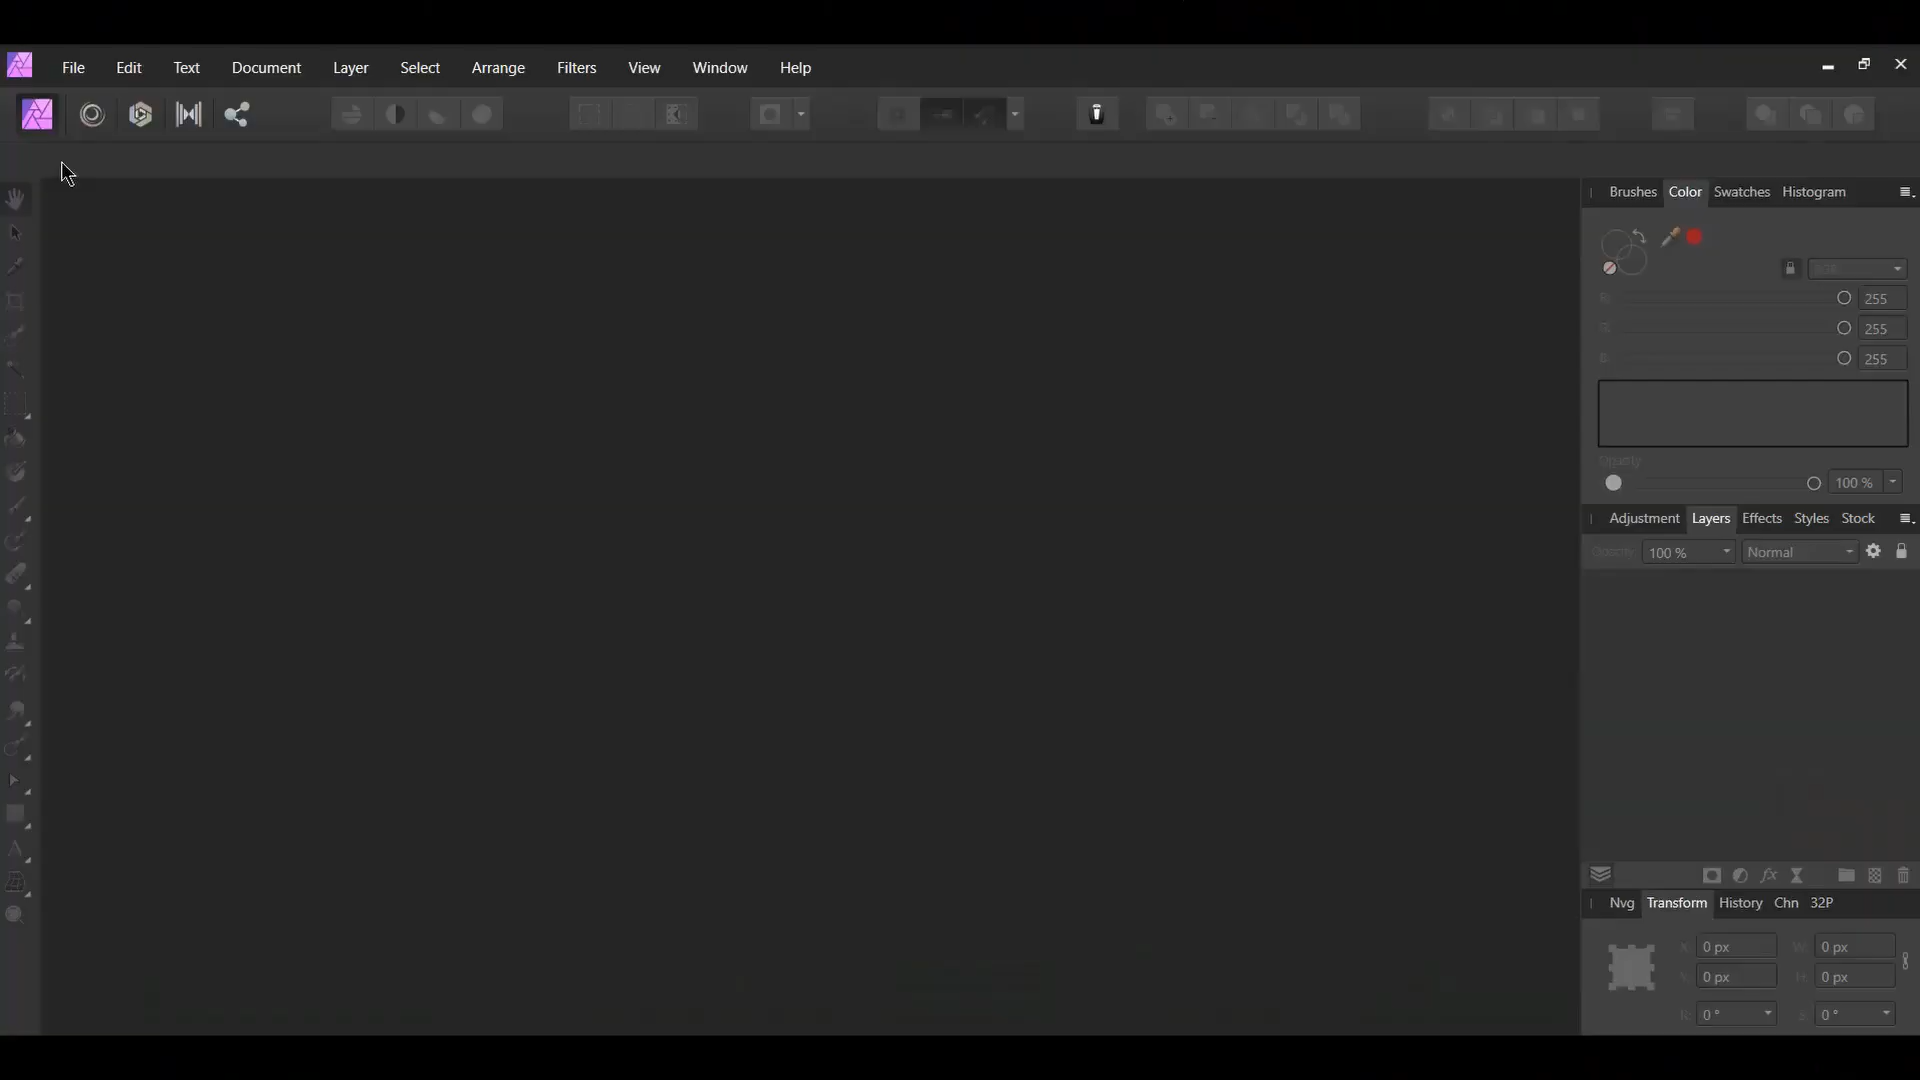 File Edit Text Document Layer Select Arrange Filters View Window Help
Brushes Color Swatches Histogram
255
255
255
Opacity
100 %
Adjustment Layers Effects Styles Stock
Opacity: 100 % Normal
Nvg Transform History Chn 32P
X: 0 px W: 0 px
Y: 0 px H: 0 px
R: 0 ° S: 0 °